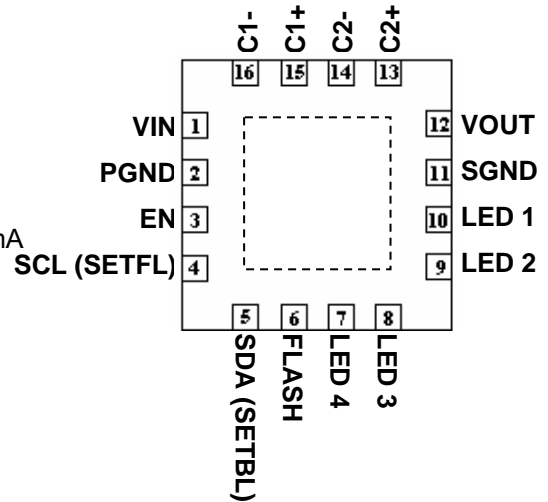 C1-
C1+
C2-
C2+
16 15 14 13
VIN 1
12 VOUT
PGND 2
11 SGND
EN 3
10 LED 1
mA
SCL (SETFL) 4
9 LED 2
5 6 7 8
SDA (SETBL)
FLASH
LED 4
LED 3